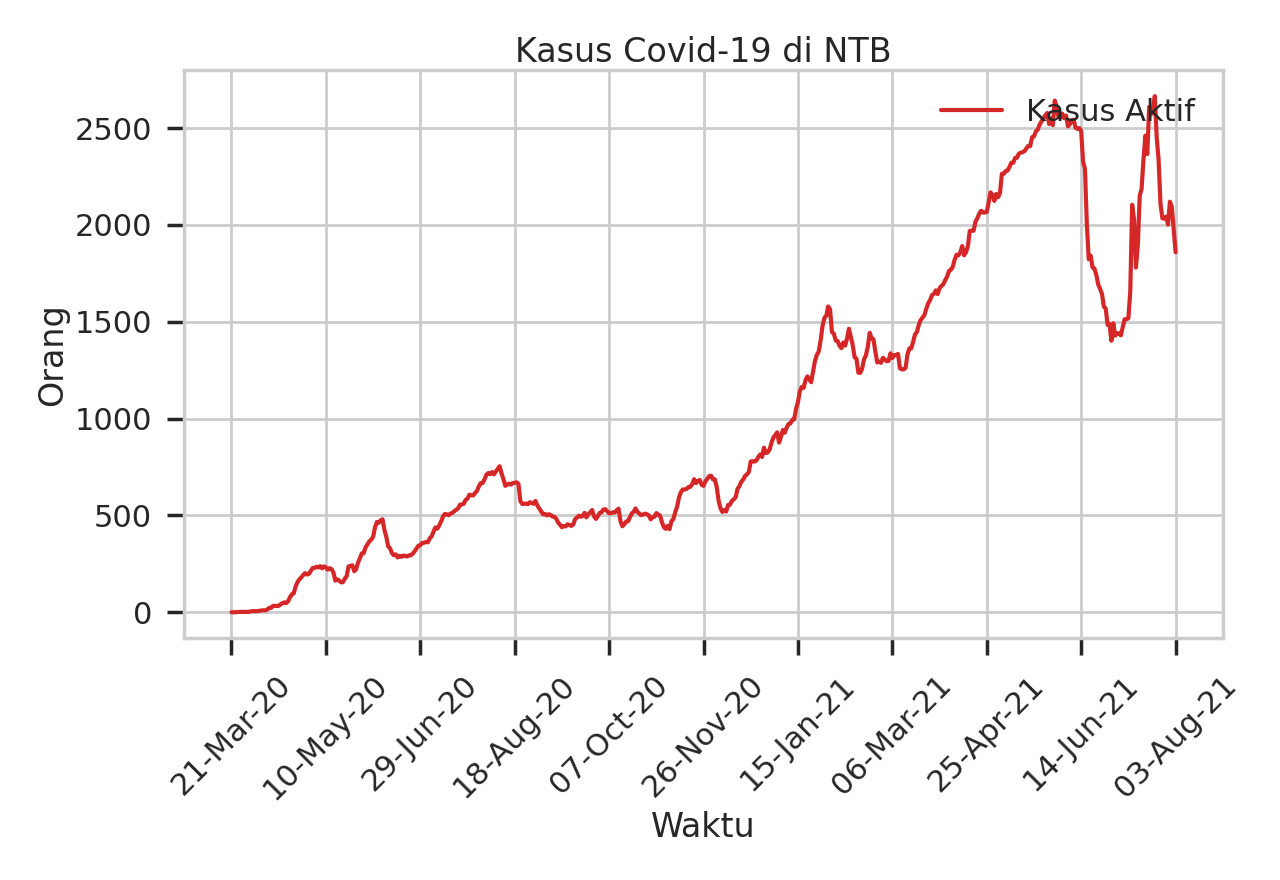 Kasus Covid-19 di NTB
Kasus Aktif
2500
2000
1500
1000
500
0
Orang
21-Mar-20
10-May-20
29-Jun-20
18-Aug-20
07-Oct-20
26-Nov-20
15-Jan-21
06-Mar-21
25-Apr-21
14-Jun-21
03-Aug-21
Waktu